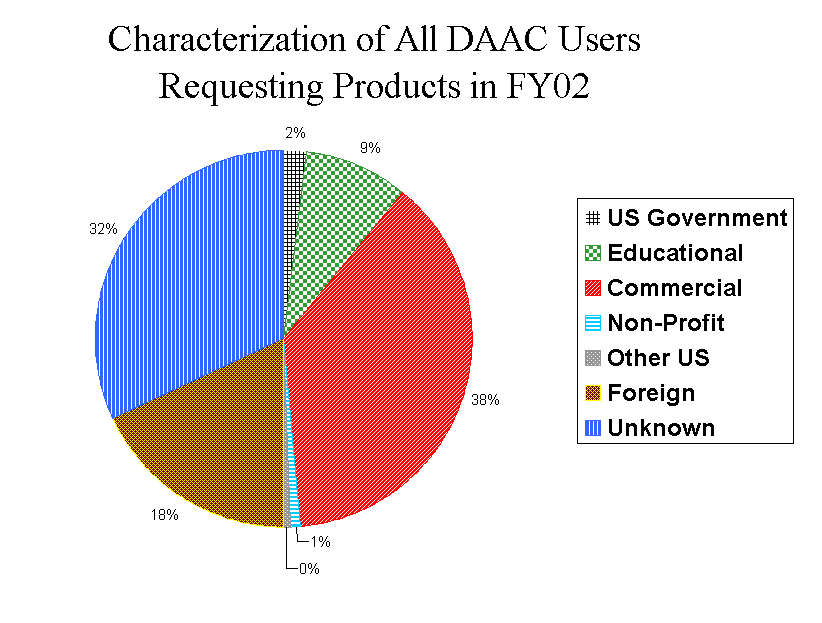 Characterization of All DAAC Users
Requesting Products in FY02
2%
9%
32%
38%
18%
1%
0%
US Government
Educational
Commercial
Non-Profit
Other US
Foreign
Unknown